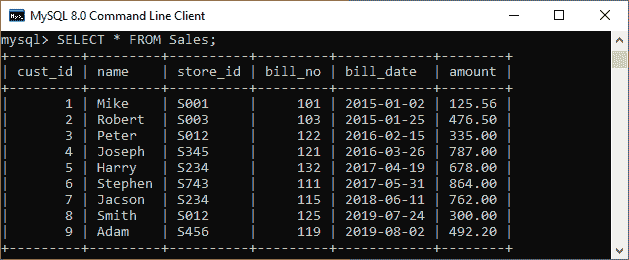 MySQL 8.0 Command Line Client
mysql> SELECT * FROM Sales;
+---------+---------+----------+---------+------------+--------+
| cust_id | name    | store_id | bill_no | bill_date  | amount |
+---------+---------+----------+---------+------------+--------+
|       1 | Mike    | S001     |     101 | 2015-01-02 | 125.56 |
|       2 | Robert  | S003     |     103 | 2015-01-25 | 476.50 |
|       3 | Peter   | S012     |     122 | 2016-02-15 | 335.00 |
|       4 | Joseph  | S345     |     121 | 2016-03-26 | 787.00 |
|       5 | Harry   | S234     |     132 | 2017-04-19 | 678.00 |
|       6 | Stephen | S743     |     111 | 2017-05-31 | 864.00 |
|       7 | Jacson  | S234     |     115 | 2018-06-11 | 762.00 |
|       8 | Smith   | S012     |     125 | 2019-07-24 | 300.00 |
|       9 | Adam    | S456     |     119 | 2019-08-02 | 492.20 |
+---------+---------+----------+---------+------------+--------+